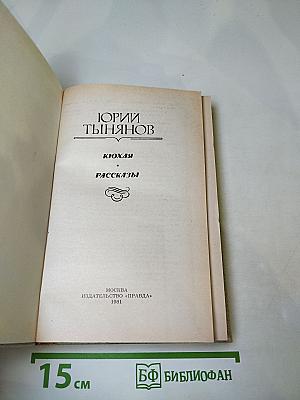 ЮРИЙ
ТЫНЯНОВ
КЮХЛЯ
•
РАССКАЗЫ
МОСКВА
ИЗДАТЕЛЬСТВО «ПРАВДА»
1981
15 см
БФ БИБЛИОФАН